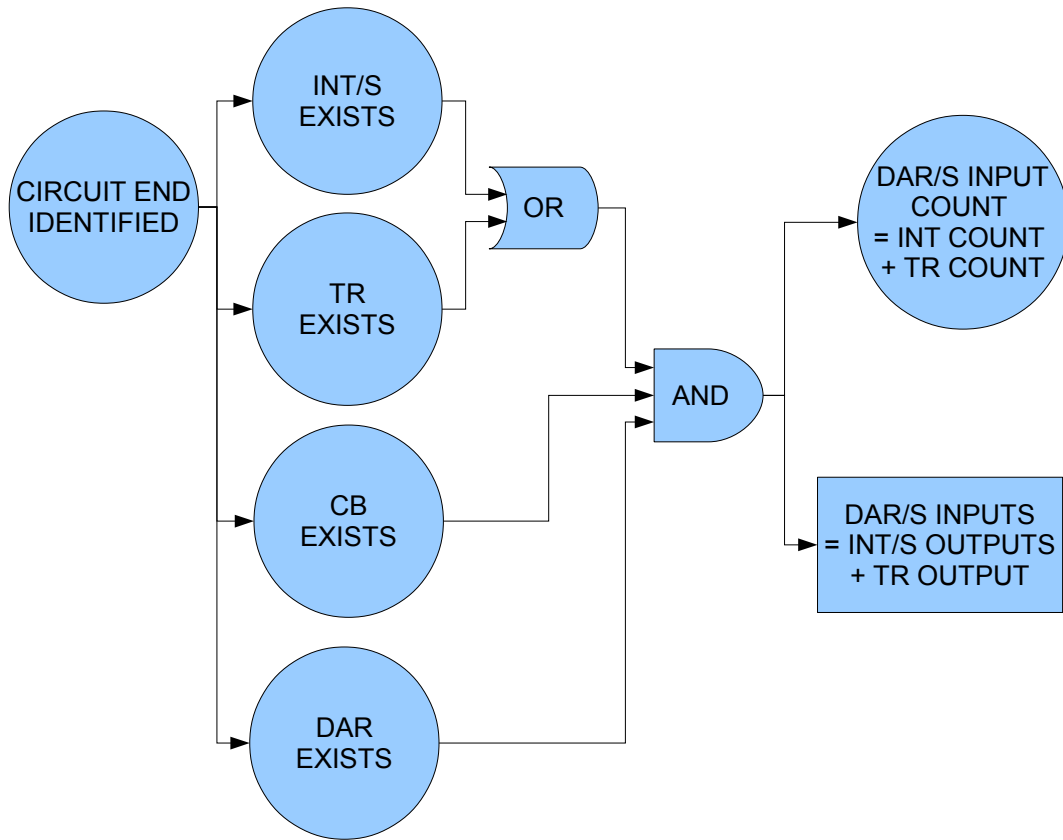 CIRCUIT END
IDENTIFIED
INT/S
EXISTS
TR
EXISTS
CB
EXISTS
DAR
EXISTS
OR
AND
DAR/S INPUT
COUNT
= INT COUNT
+ TR COUNT
DAR/S INPUTS
= INT/S OUTPUTS
+ TR OUTPUT